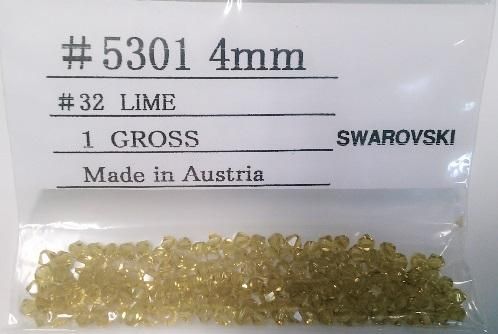 #5301 4mm
#32 LIME
1 GROSS SWAROVSKI
Made in Austria